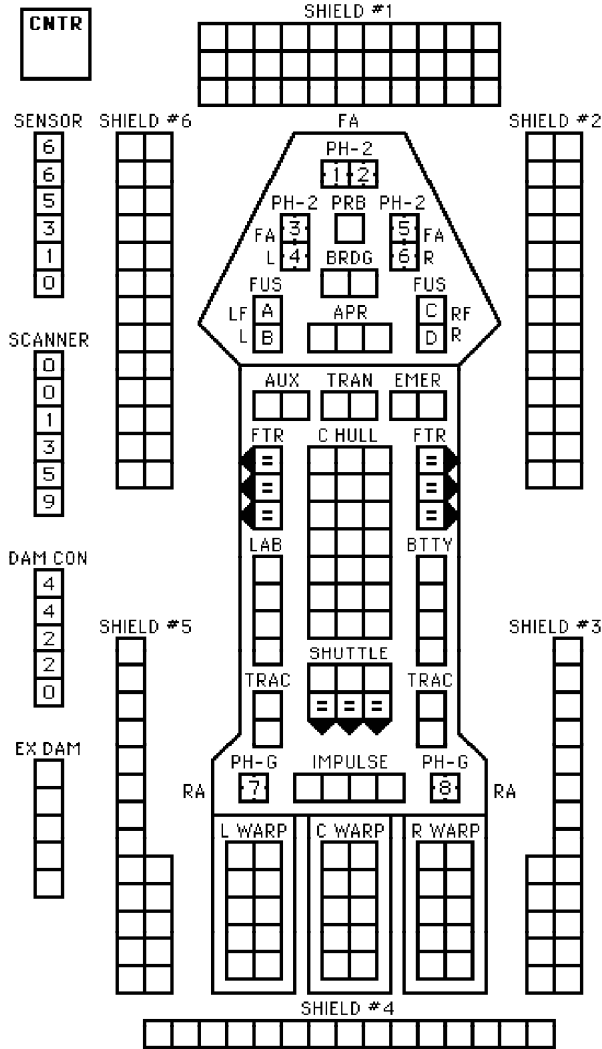 CNTR
SHIELD #1
SENSOR
SHIELD #6
FA
SHIELD #2
6
6
5
3
1
0
PH-2
1 2
PH-2
PRB
PH-2
FA
3
L
4
5
FA
6
R
BRDG
FUS
FUS
LF
A
L
B
APR
C
RF
D
R
SCANNER
0
0
1
3
5
9
AUX
TRAN
EMER
FTR
C HULL
FTR
=
=
=
=
=
=
LAB
BTTY
DAM CON
4
4
2
2
0
SHIELD #5
SHIELD #3
SHUTTLE
= = =
TRAC
TRAC
EX DAM
PH-G
IMPULSE
PH-G
RA
7
8
RA
L WARP
C WARP
R WARP
SHIELD #4